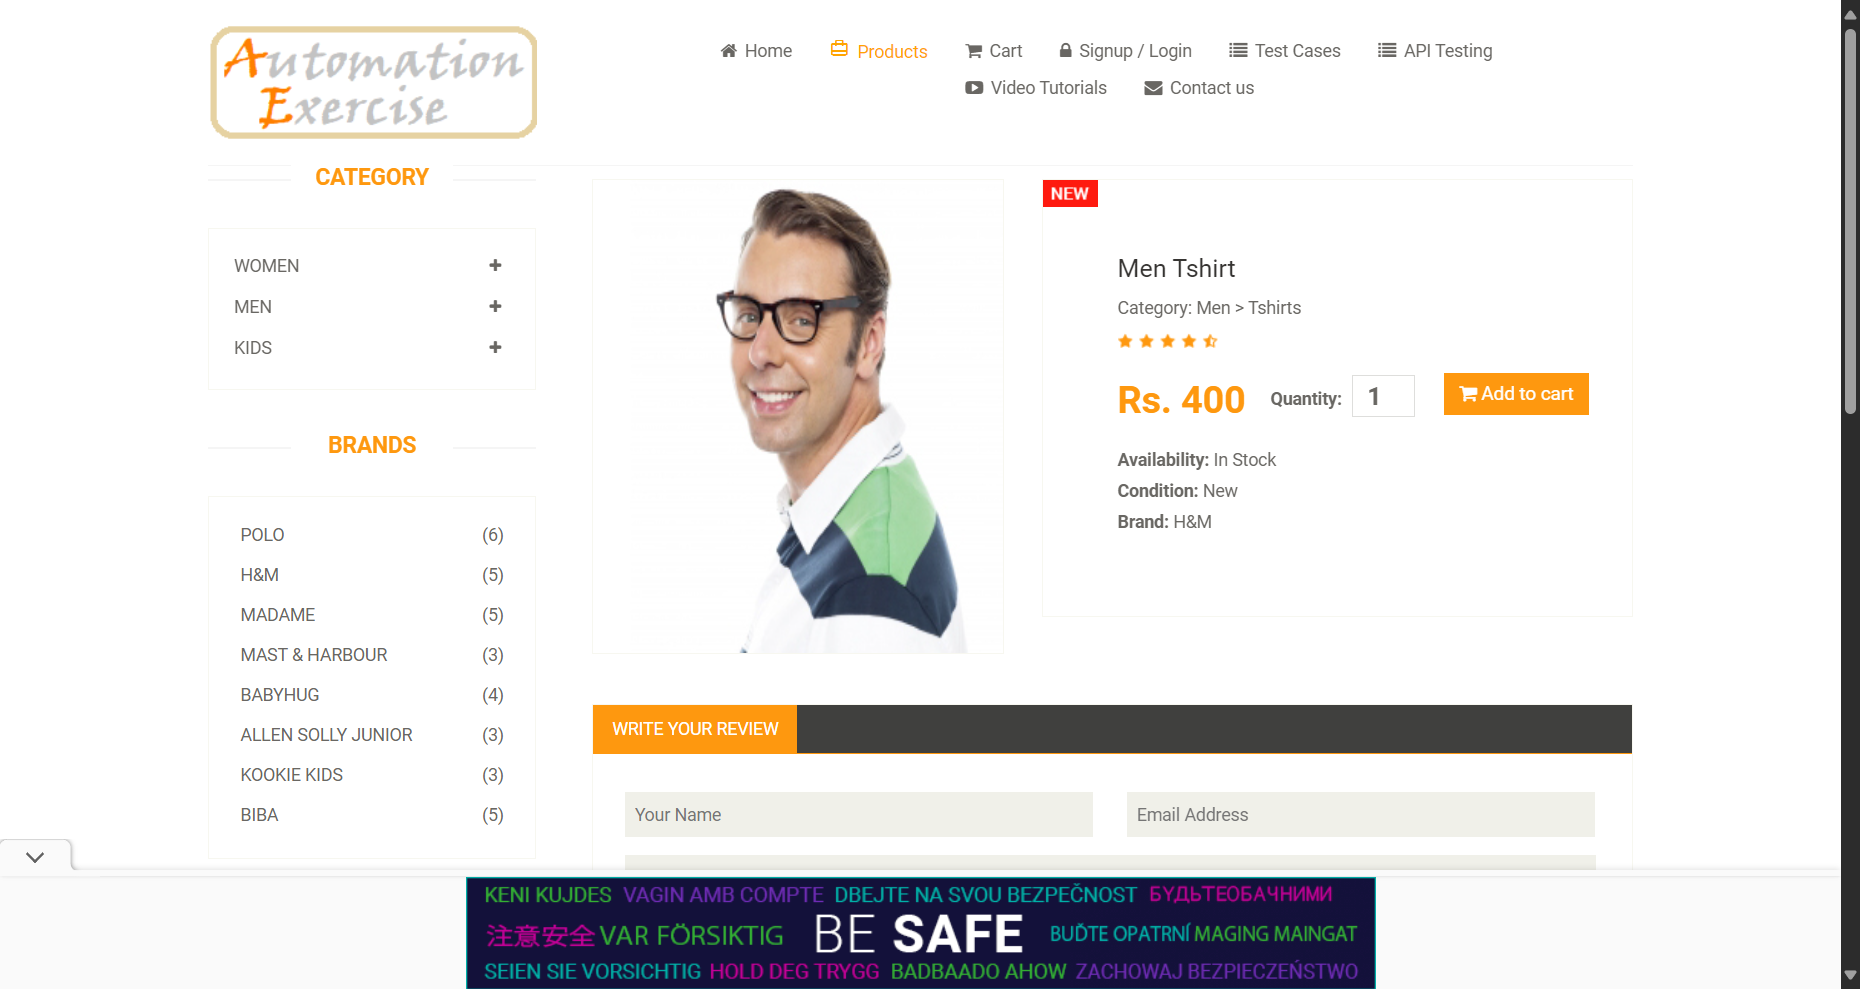 Automation
Exercise
Home
Products
Cart
Signup / Login
Test Cases
API Testing
Video Tutorials
Contact us
CATEGORY
WOMEN
MEN
KIDS
BRANDS
POLO (6)
H&M (5)
MADAME (5)
MAST & HARBOUR (3)
BABYHUG (4)
ALLEN SOLLY JUNIOR (3)
KOOKIE KIDS (3)
BIBA (5)
NEW
Men Tshirt
Category: Men > Tshirts
Rs. 400
Quantity: 1
Add to cart
Availability: In Stock
Condition: New
Brand: H&M
WRITE YOUR REVIEW
Your Name
Email Address
KENI KUJDES VAGIN AMB COMPTE DBEJTE NA SVOU BEZPEČNOST БУДЬТЕОБАЧНИМИ
注意安全 VAR FÖRSIKTIG BE SAFE BUĎTE OPATRNÍ MAGING MAINGAT
SEIEN SIE VORSICHTIG HOLD DEG TRYGG BADBAADO AHOW ZACHOWAJ BEZPIECZEŃSTWO